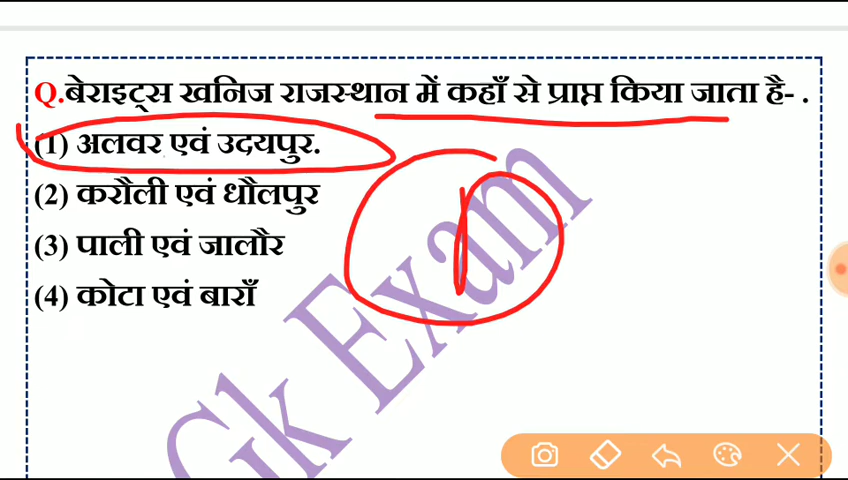 Q.बेराइट्स खनिज राजस्थान में कहाँ से प्राप्त किया जाता है- .
(1) अलवर एवं उदयपुर.
(2) करौली एवं धौलपुर
(3) पाली एवं जालौर
(4) कोटा एवं बाराँ
Gk Exam